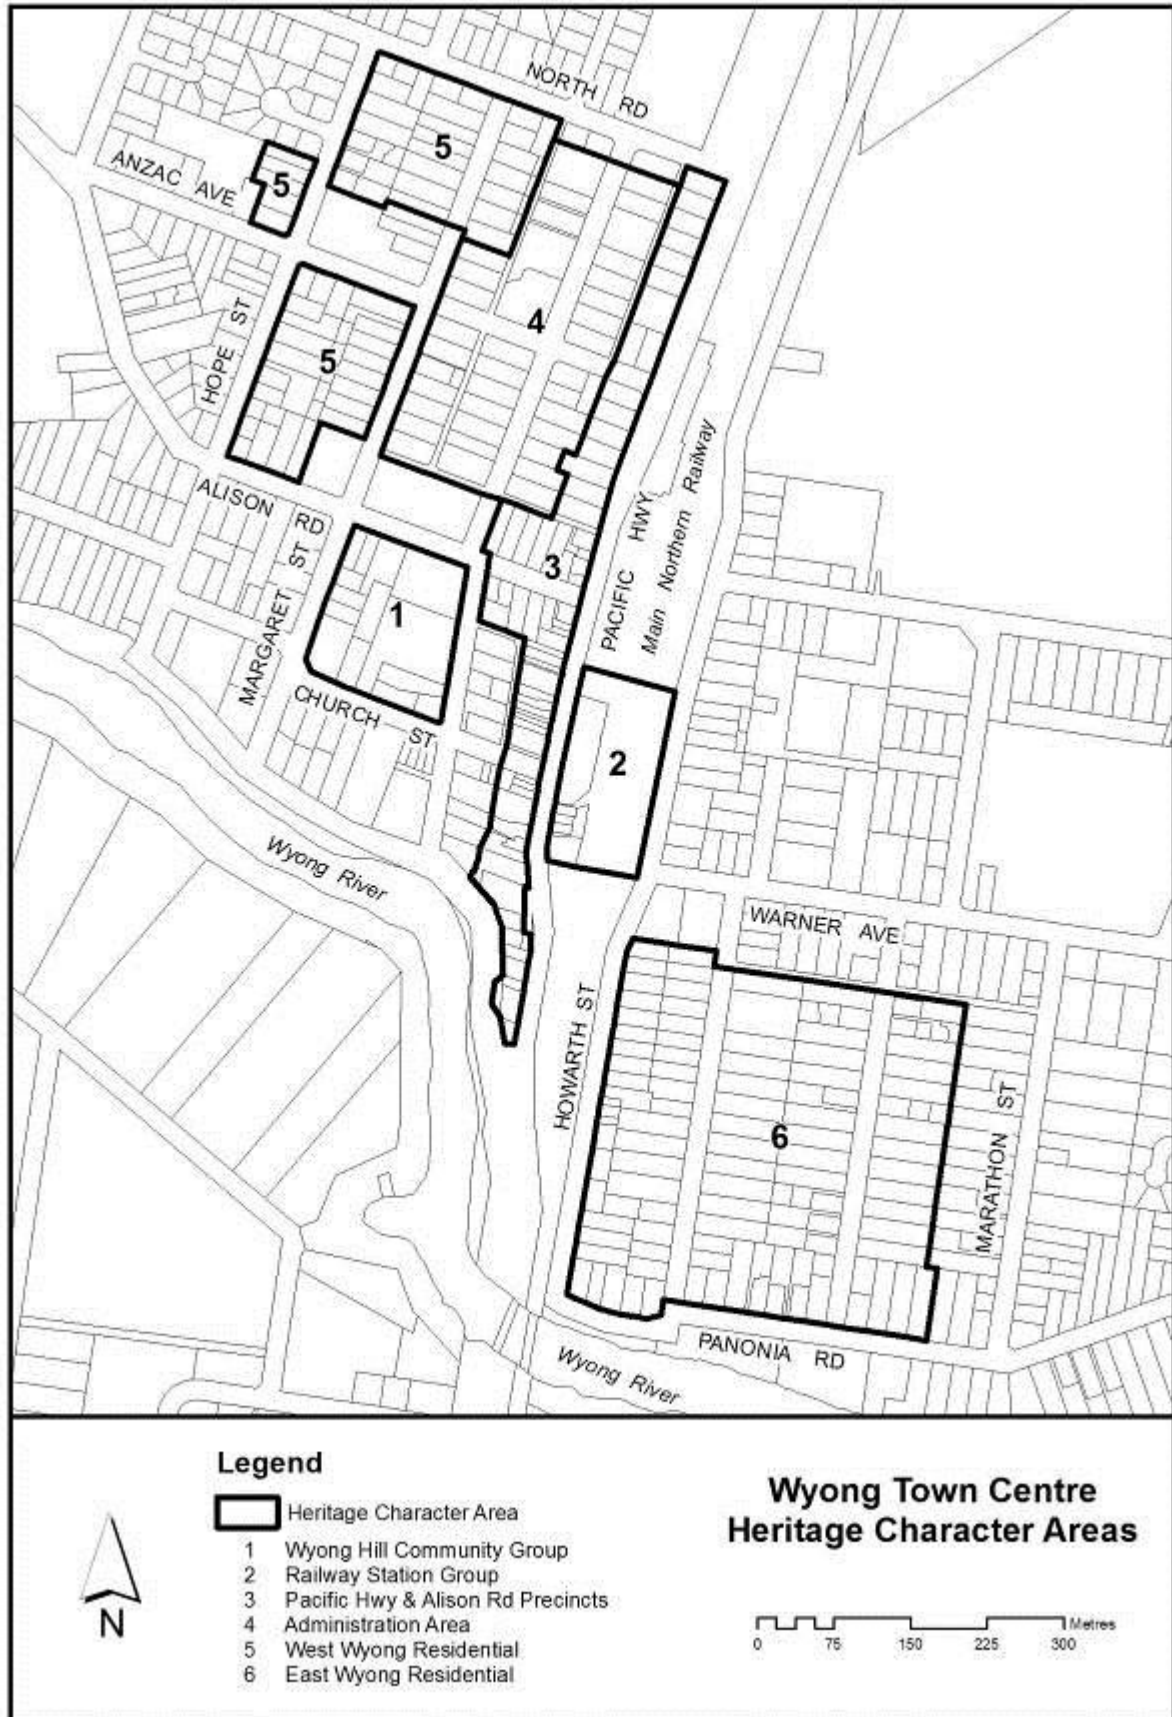 NORTH RD
5
ANZAC AVE
5
4
HOPE ST
5
ALISON RD
PACIFIC HWY
Main Northern Railway
3
MARGARET ST
1
CHURCH ST
2
Wyong River
WARNER AVE
HOWARTH ST
6
MARATHON ST
PANONIA RD
Wyong River
Legend
Heritage Character Area
1 Wyong Hill Community Group
2 Railway Station Group
3 Pacific Hwy & Alison Rd Precincts
4 Administration Area
5 West Wyong Residential
6 East Wyong Residential
N
Wyong Town Centre
Heritage Character Areas
Metres
0 75 150 225 300